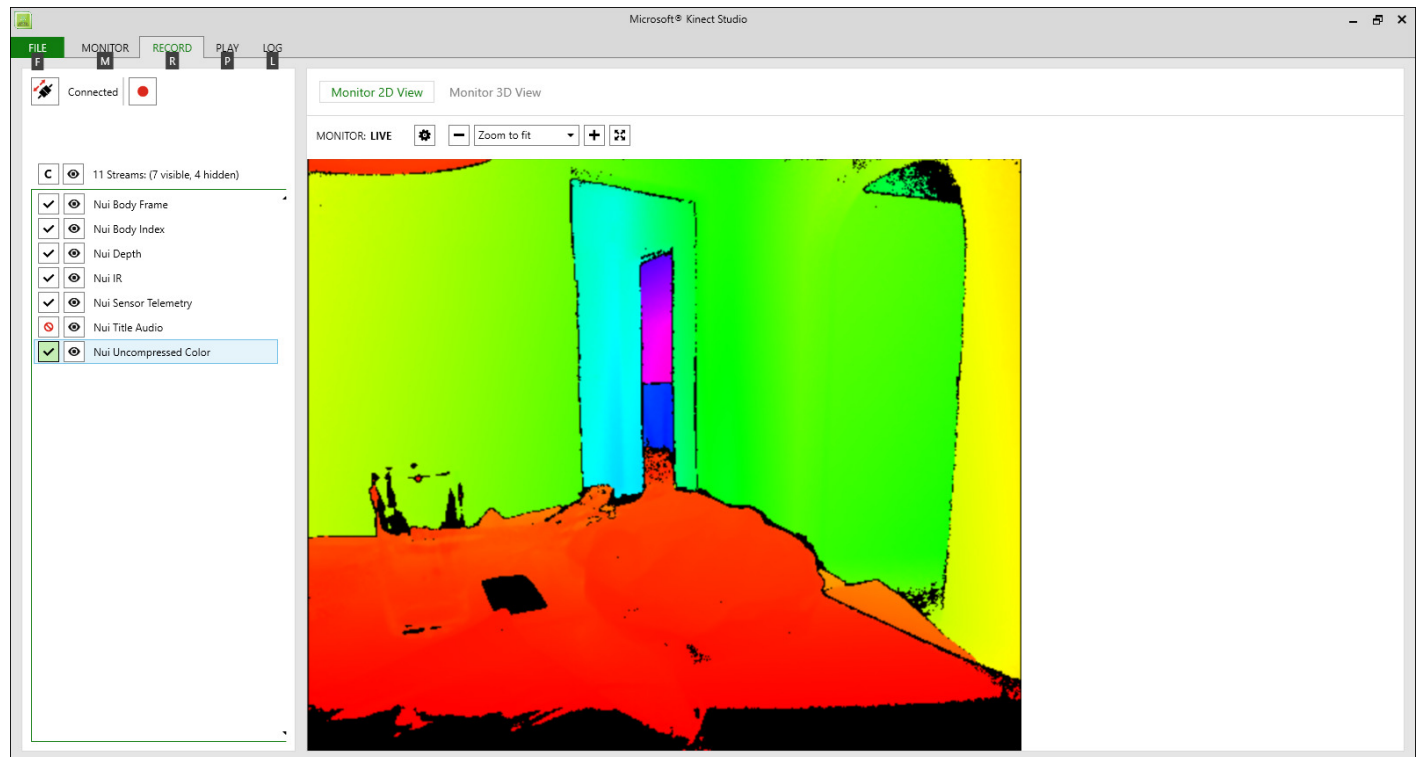 Microsoft® Kinect Studio
FILE MONITOR RECORD PLAY LOG
F M R P L
Connected
Monitor 2D View Monitor 3D View
MONITOR: LIVE Zoom to fit
C 11 Streams: (7 visible, 4 hidden)
Nui Body Frame
Nui Body Index
Nui Depth
Nui IR
Nui Sensor Telemetry
Nui Title Audio
Nui Uncompressed Color